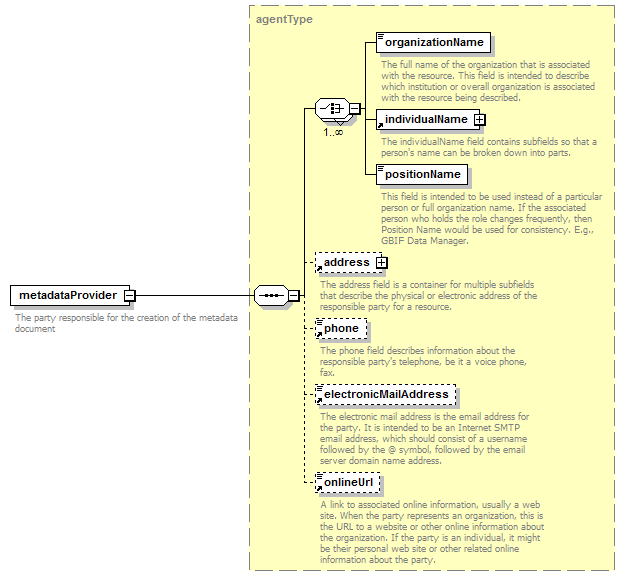 agentType
organizationName
The full name of the organization that is associated
with the resource. This field is intended to describe
which institution or overall organization is associated
with the resource being described.
1..∞
individualName
The individualName field contains subfields so that a
person's name can be broken down into parts.
positionName
This field is intended to be used instead of a particular
person or full organization name. If the associated
person who holds the role changes frequently, then
Position Name would be used for consistency. E.g.,
GBIF Data Manager.
address
The address field is a container for multiple subfields
that describe the physical or electronic address of the
responsible party for a resource.
metadataProvider
The party responsible for the creation of the metadata
document
phone
The phone field describes information about the
responsible party's telephone, be it a voice phone,
fax.
electronicMailAddress
The electronic mail address is the email address for
the party. It is intended to be an Internet SMTP
email address, which should consist of a username
followed by the @ symbol, followed by the email
server domain name address.
onlineUrl
A link to associated online information, usually a web
site. When the party represents an organization, this is
the URL to a website or other online information about
the organization. If the party is an individual, it might
be their personal web site or other related online
information about the party.